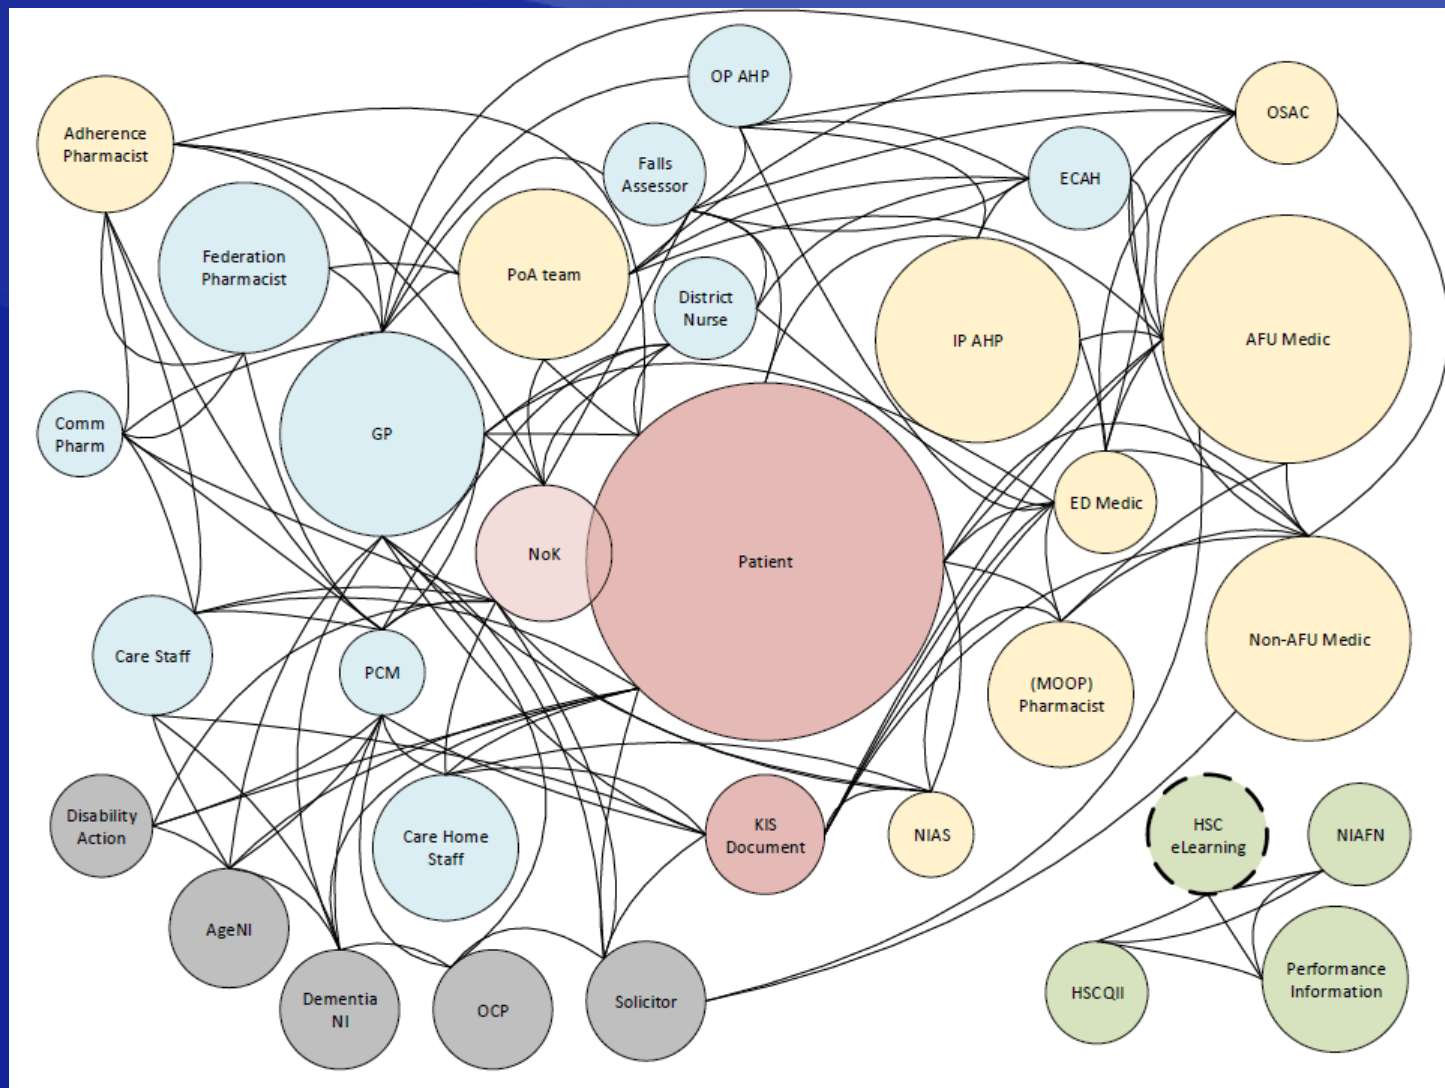 OP AHP
OSAC
Adherence
Pharmacist
Falls
Assessor
ECAH
Federation
Pharmacist
PoA team
District
Nurse
IP AHP
AFU Medic
Comm
Pharm
GP
ED Medic
NoK
Patient
Non-AFU Medic
Care Staff
PCM
(MOOP)
Pharmacist
Disability
Action
Care Home
Staff
KIS
Document
NIAS
HSC
eLearning
NIAFN
AgeNI
Dementia
NI
OCP
Solicitor
HSCQII
Performance
Information